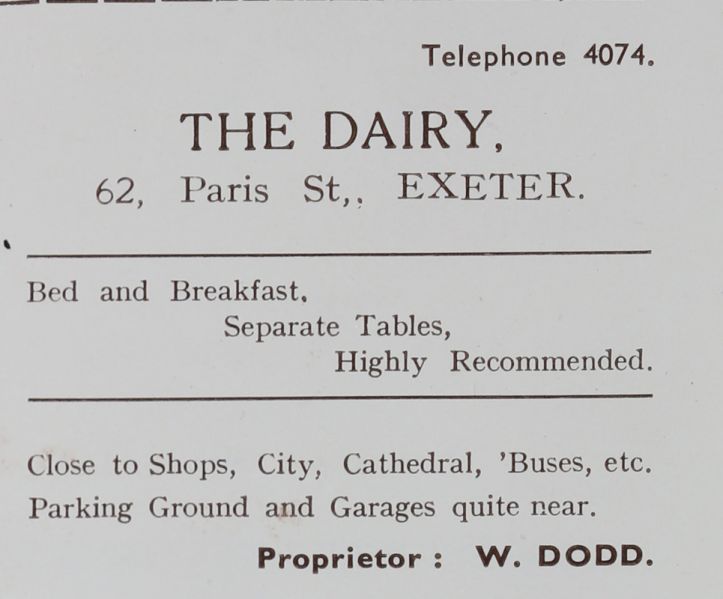 Telephone 4074.
THE DAIRY,
62, Paris St,, EXETER.
Bed and Breakfast.
Separate Tables,
Highly Recommended.
Close to Shops, City, Cathedral, 'Buses, etc.
Parking Ground and Garages quite near.
Proprietor : W. DODD.